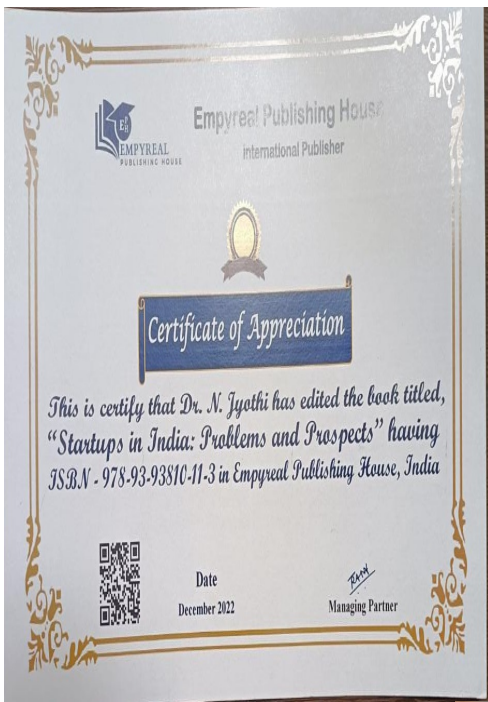 EPH
EMPYREAL
PUBLISHING HOUSE
Empyreal Publishing House
international Publisher
Certificate of Appreciation
This is certify that Dr. N. Jyothi has edited the book titled,
“Startups in India: Problems and Prospects” having
ISBN - 978-93-93810-11-3 in Empyreal Publishing House, India
Date
December 2022
Managing Partner